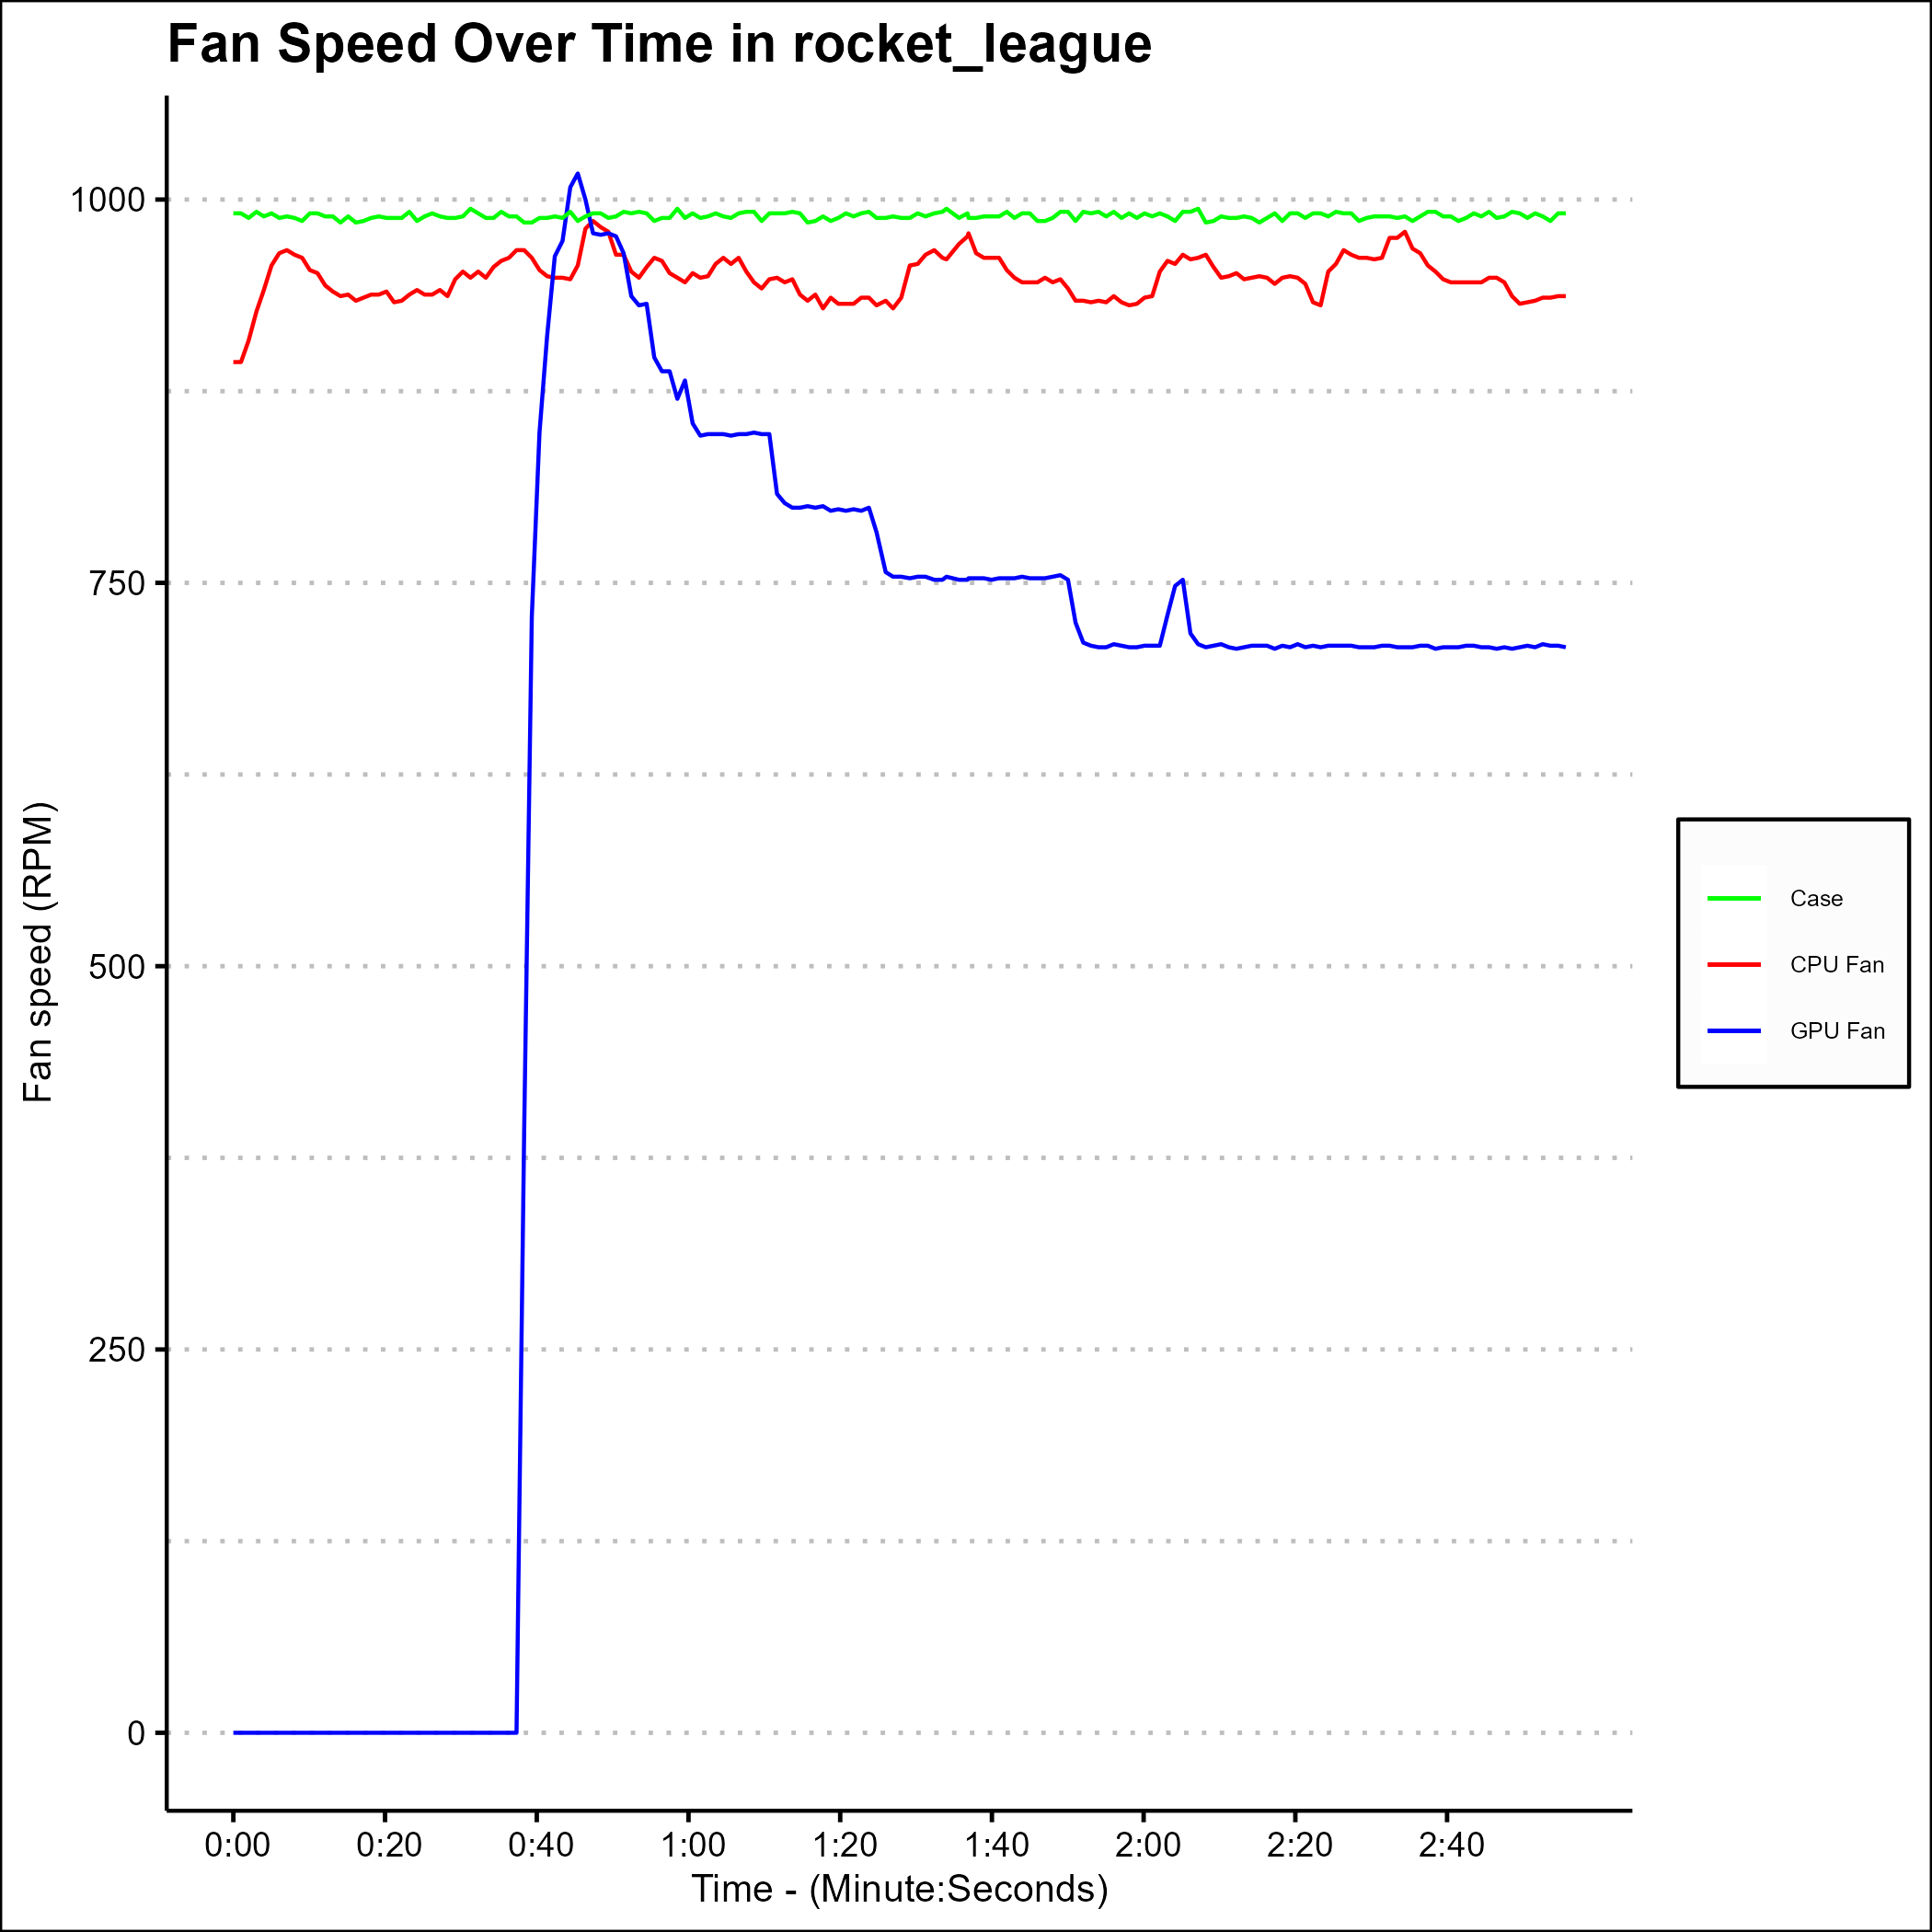 Fan Speed Over Time in rocket_league
Fan speed (RPM)
1000
750
500
250
0
0:00 0:20 0:40 1:00 1:20 1:40 2:00 2:20 2:40
Time - (Minute:Seconds)
Case
CPU Fan
GPU Fan